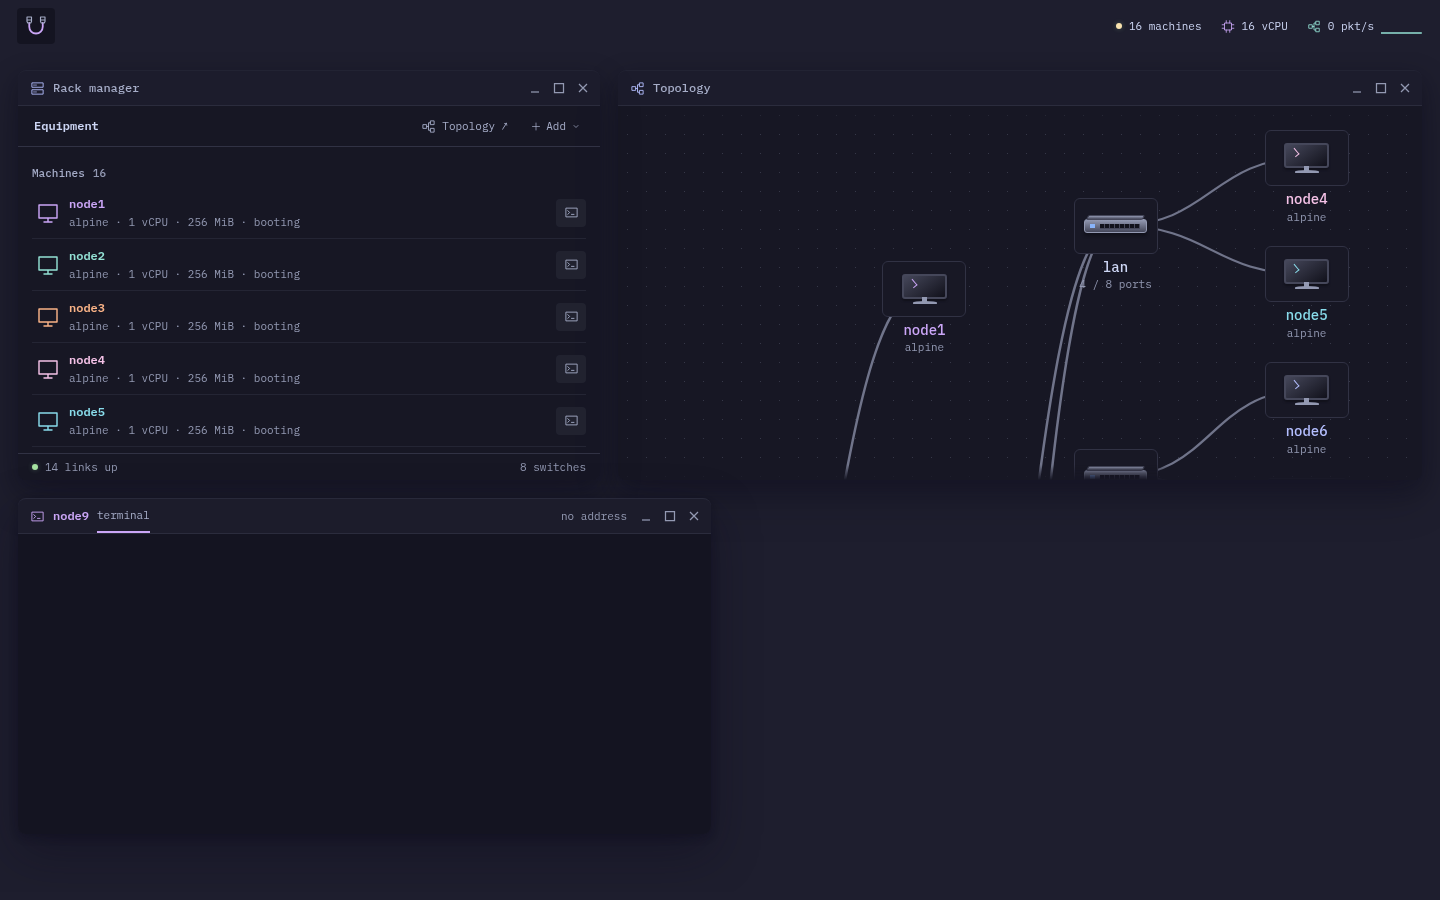 16 machines 16 vCPU 0 pkt/s
Rack manager
Equipment Topology ↗ + Add
Machines 16
node1
alpine · 1 vCPU · 256 MiB · booting
node2
alpine · 1 vCPU · 256 MiB · booting
node3
alpine · 1 vCPU · 256 MiB · booting
node4
alpine · 1 vCPU · 256 MiB · booting
node5
alpine · 1 vCPU · 256 MiB · booting
14 links up 8 switches
Topology
node4
alpine
lan
4 / 8 ports
node5
alpine
node1
alpine
node6
alpine
node9 terminal no address